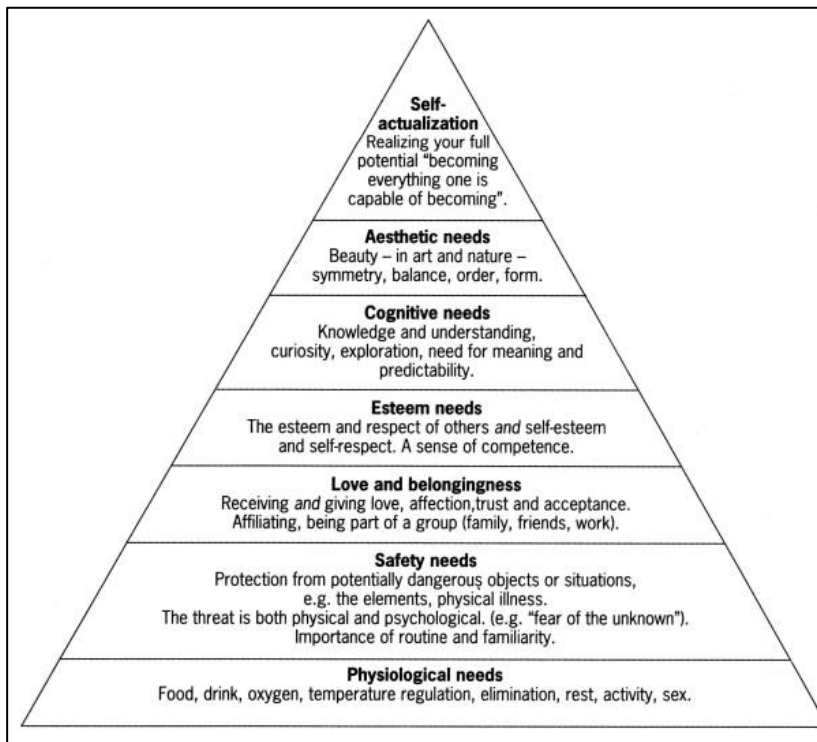 Self-
actualization
Realizing your full
potential “becoming
everything one is
capable of becoming”.
Aesthetic needs
Beauty – in art and nature –
symmetry, balance, order, form.
Cognitive needs
Knowledge and understanding,
curiosity, exploration, need for meaning and
predictability.
Esteem needs
The esteem and respect of others and self-esteem
and self-respect. A sense of competence.
Love and belongingness
Receiving and giving love, affection,trust and acceptance.
Affiliating, being part of a group (family, friends, work).
Safety needs
Protection from potentially dangerous objects or situations,
e.g. the elements, physical illness.
The threat is both physical and psychological. (e.g. “fear of the unknown”).
Importance of routine and familiarity.
Physiological needs
Food, drink, oxygen, temperature regulation, elimination, rest, activity, sex.